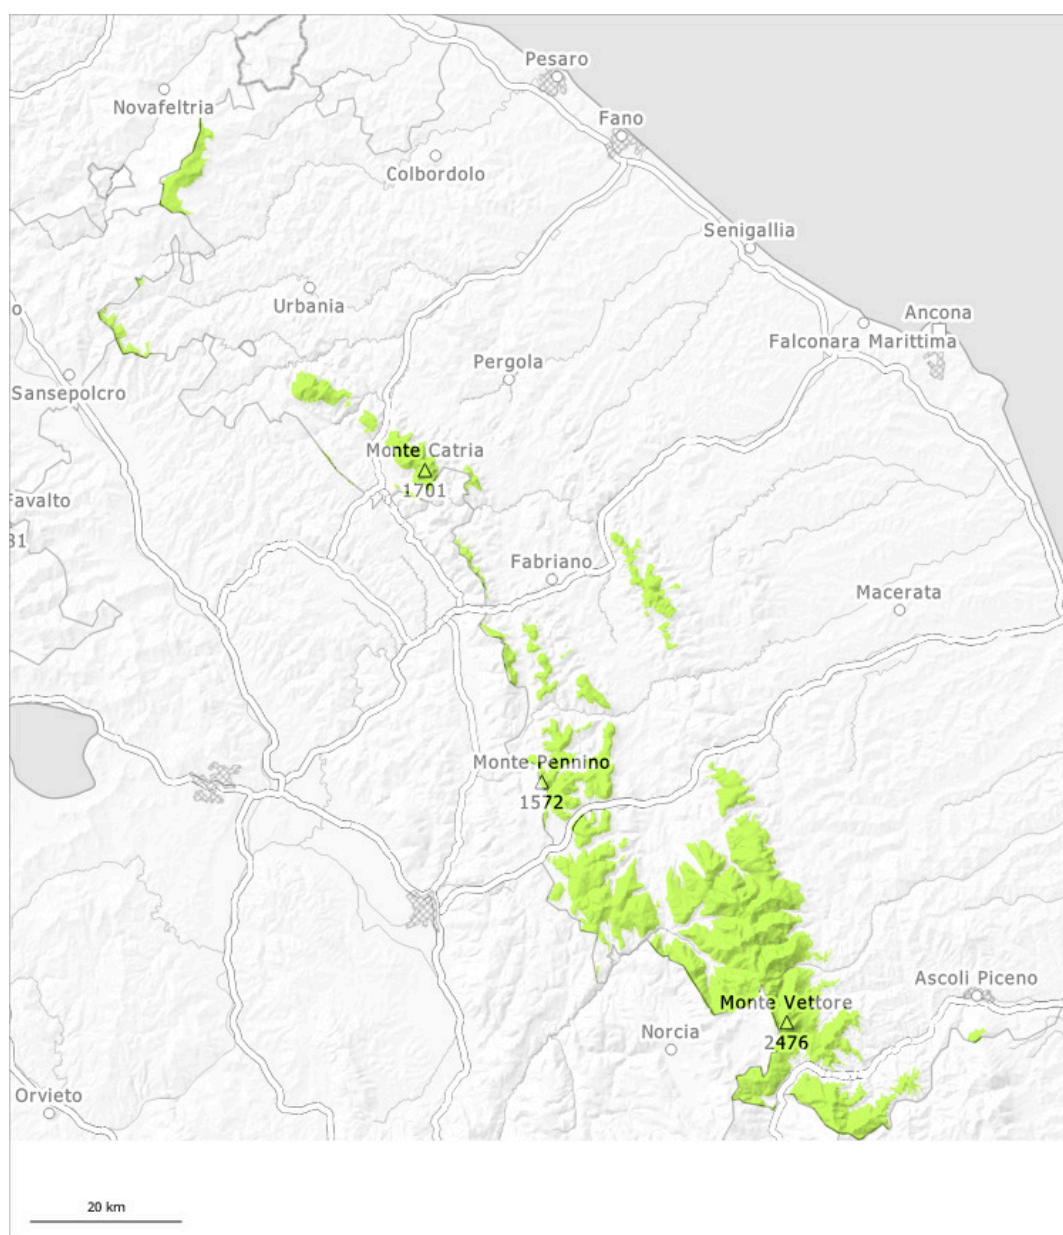 Pesaro
Novafeltria
Fano
Colbordolo
Senigallia
Urbania
Ancona
o
Falconara Marittima
Pergola
Sansepolcro
Monte Catria
1701
Favalto
31
Fabriano
Macerata
Monte Pennino
1572
Ascoli Piceno
Monte Vettore
Norcia
2476
Orvieto
20 km